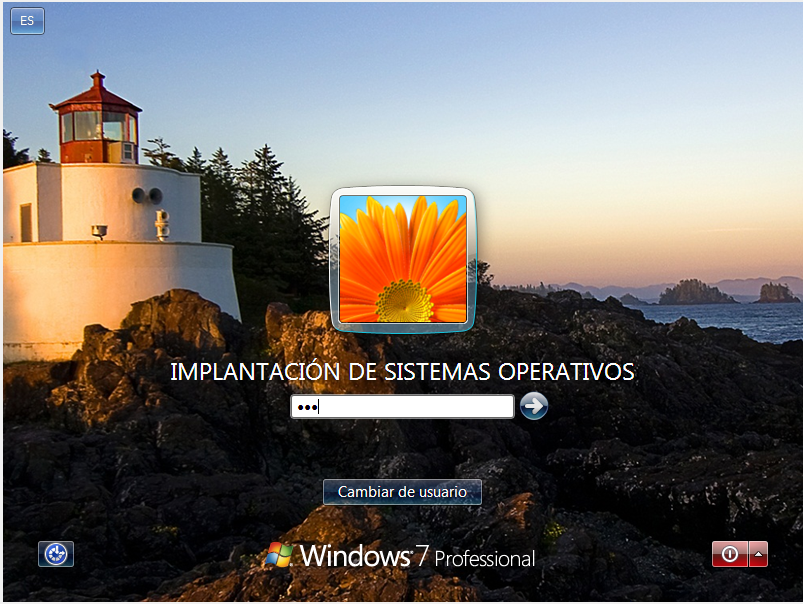 ES
IMPLANTACIÓN DE SISTEMAS OPERATIVOS
•••
Cambiar de usuario
Windows 7 Professional